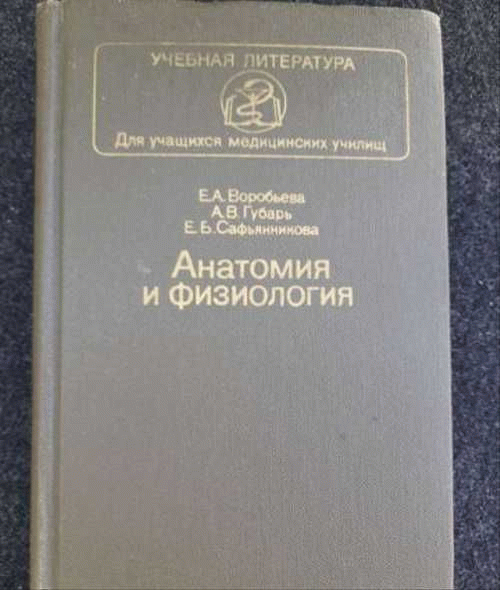 УЧЕБНАЯ ЛИТЕРАТУРА
Для учащихся медицинских училищ
Е.А. Воробьева
А.В. Губарь
Е.Б. Сафьянникова
Анатомия
и физиология